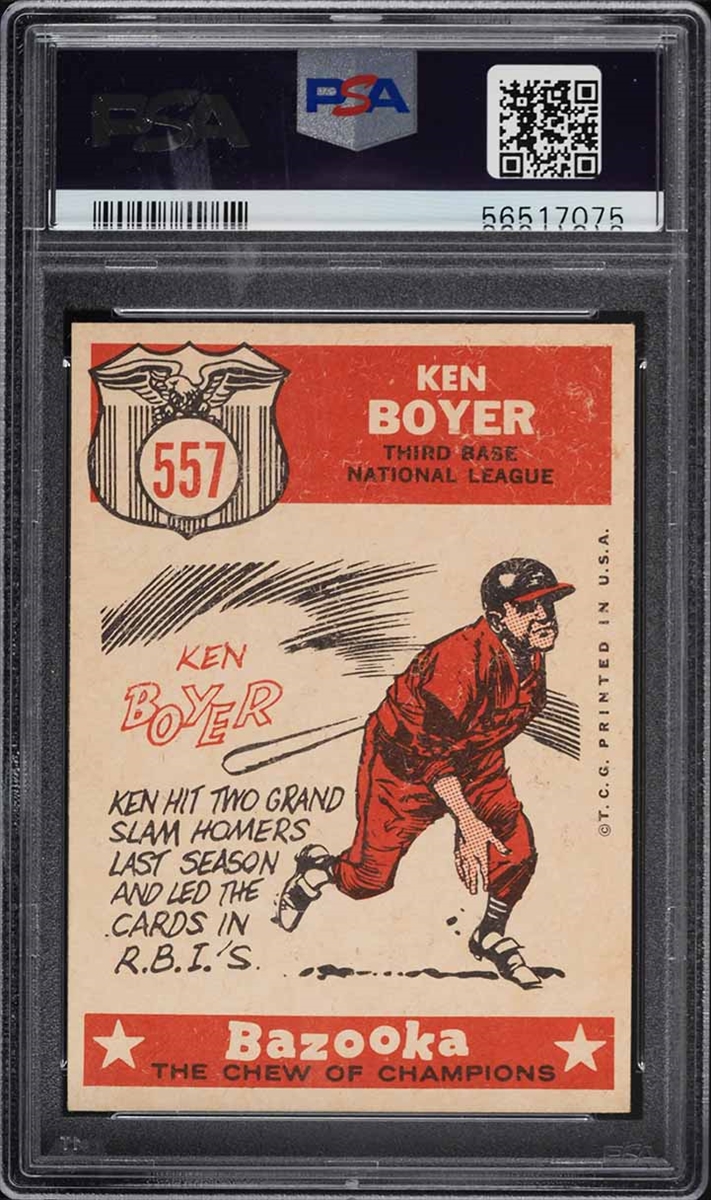 PSA
PSA
56517075
557
KEN
BOYER
THIRD BASE
NATIONAL LEAGUE
KEN
BOYER
KEN HIT TWO GRAND
SLAM HOMERS
LAST SEASON
AND LED THE
CARDS IN
R.B.I.'S.
©T.C.G. PRINTED IN U.S.A.
Bazooka
THE CHEW OF CHAMPIONS
PSA